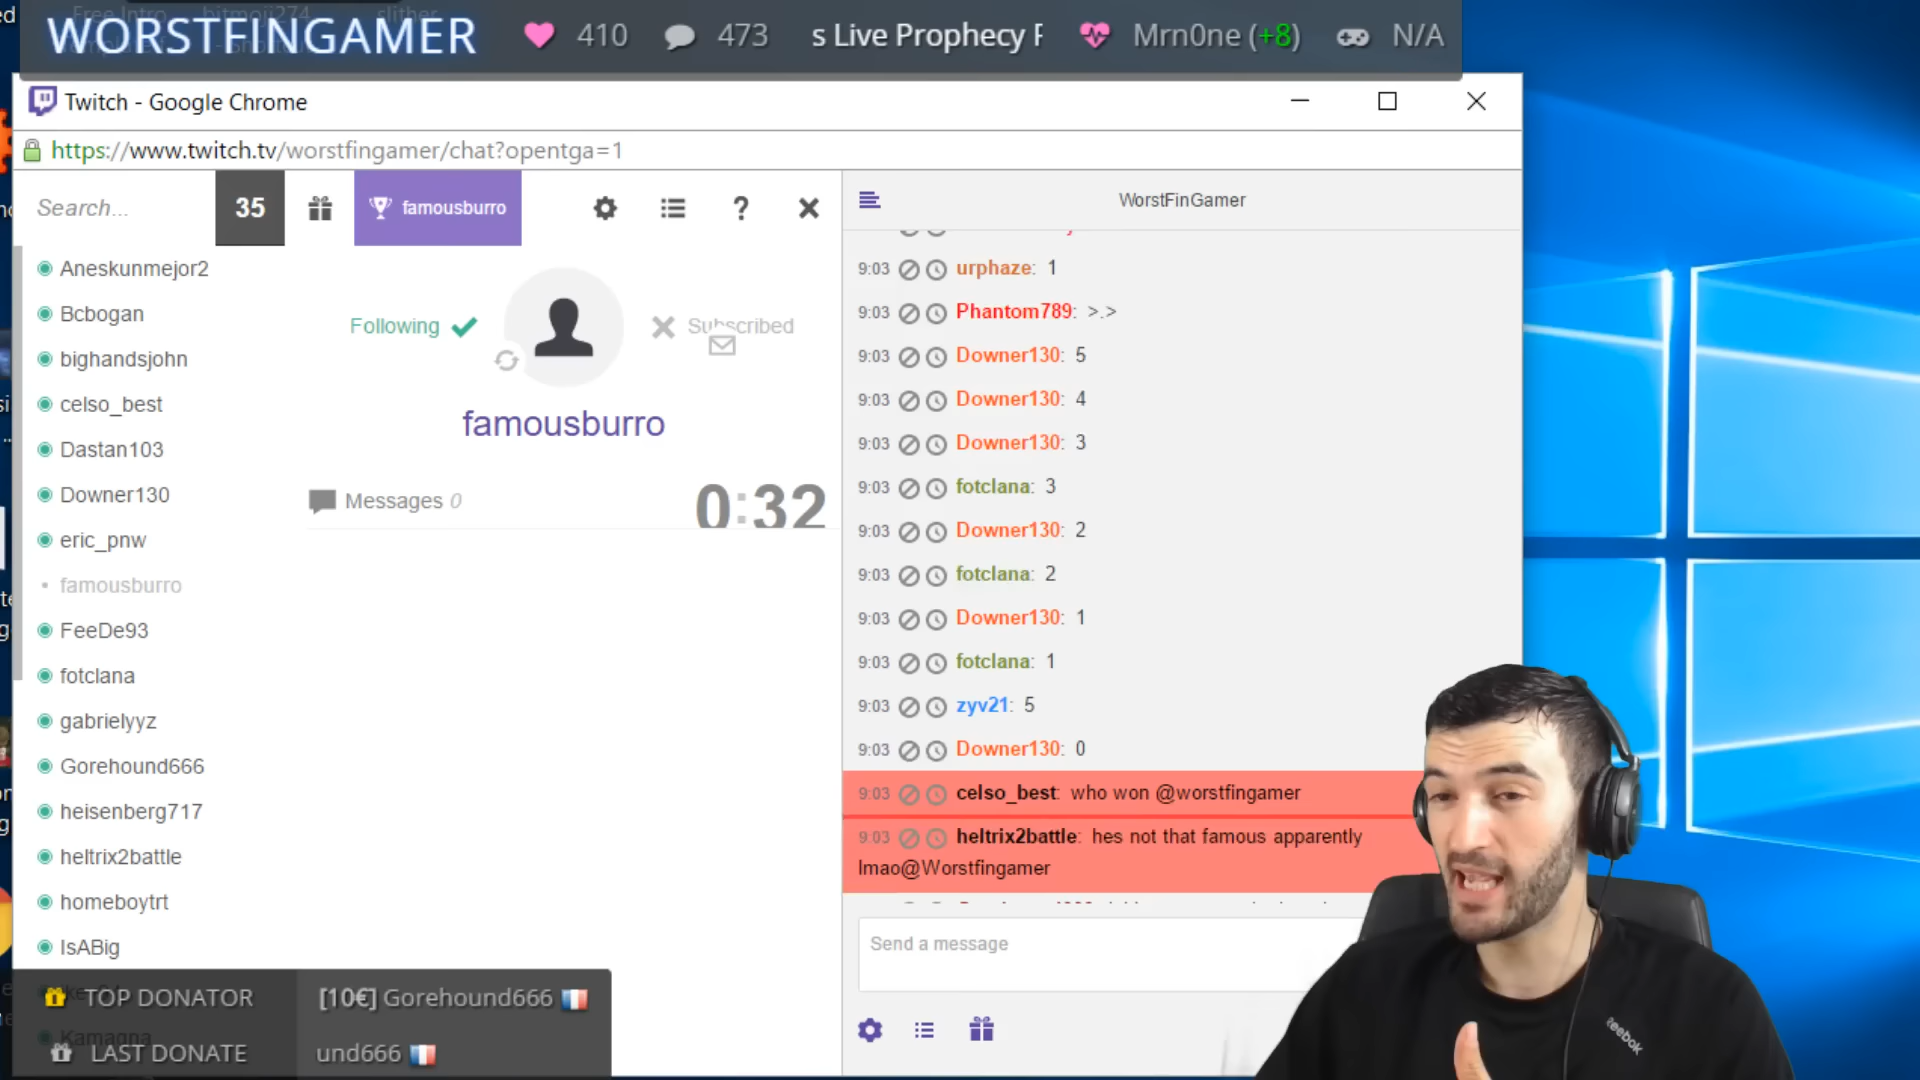 WORSTFINGAMER 410 473 s Live Prophecy Mrn0ne (+8) N/A
Twitch - Google Chrome
https://www.twitch.tv/worstfingamer/chat?opentga=1
Search...
35
famousburro
?
Aneskunmejor2
Bcbogan
bighandsjohn
celso_best
Dastan103
Downer130
eric_pnw
famousburro
FeeDe93
fotclana
gabrielyyz
Gorehound666
heisenberg717
heltrix2battle
homeboytrt
IsABig
Kamagna
Following
Subscribed
famousburro
Messages 0
0:32
WorstFinGamer
9:03 urphaze: 1
9:03 Phantom789: >.>
9:03 Downer130: 5
9:03 Downer130: 4
9:03 Downer130: 3
9:03 fotclana: 3
9:03 Downer130: 2
9:03 fotclana: 2
9:03 Downer130: 1
9:03 fotclana: 1
9:03 zyv21: 5
9:03 Downer130: 0
9:03 celso_best: who won @worstfingamer
9:03 heltrix2battle: hes not that famous apparently
lmao@Worstfingamer
Send a message
TOP DONATOR [10€] Gorehound666
LAST DONATE und666
Reebok